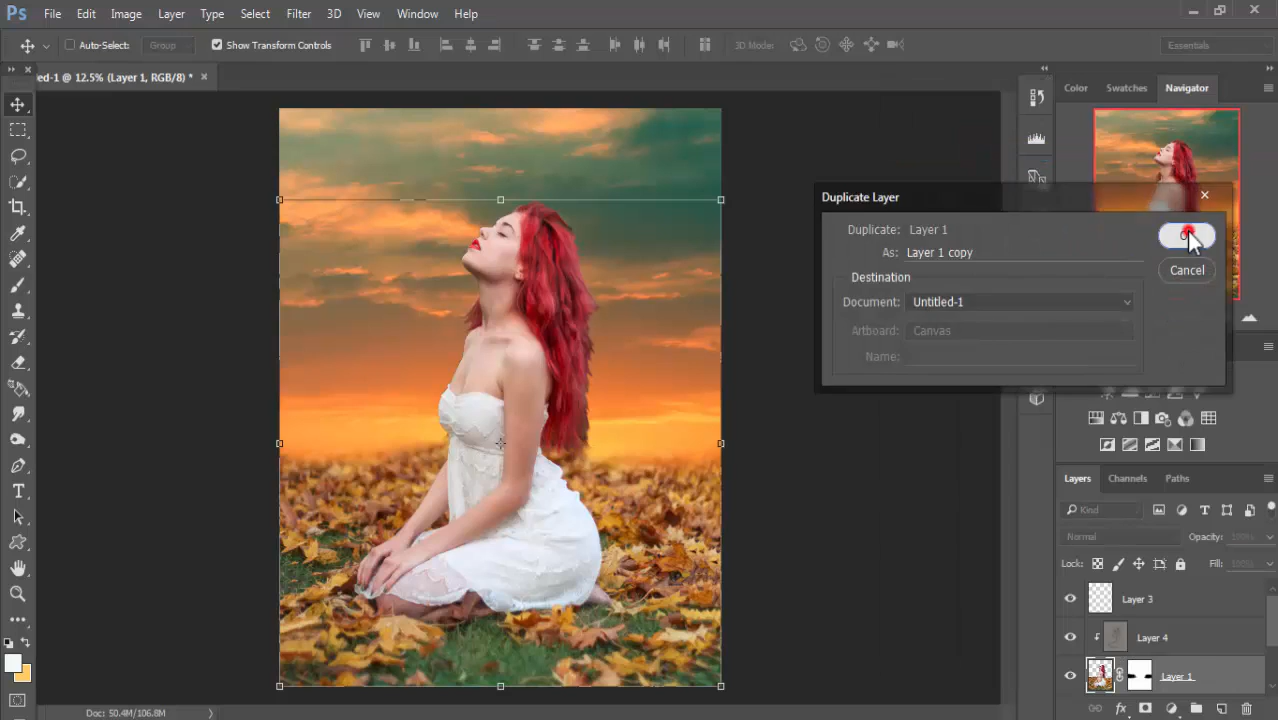 Ps File Edit Image Layer Type Select Filter 3D View Window Help
Auto-Select: Group Show Transform Controls 3D Mode: Essentials
ed-1 @ 12.5% (Layer 1, RGB/8) * ×
Color Swatches Navigator
Duplicate Layer
Duplicate: Layer 1
As: Layer 1 copy
Cancel
Destination
Document: Untitled-1
Artboard: Canvas
Name:
Layers Channels Paths
Kind
Normal Opacity: 100%
Lock: Fill: 100%
Layer 3
Layer 4
Layer 1
fx
Doc: 50.4M/106.8M